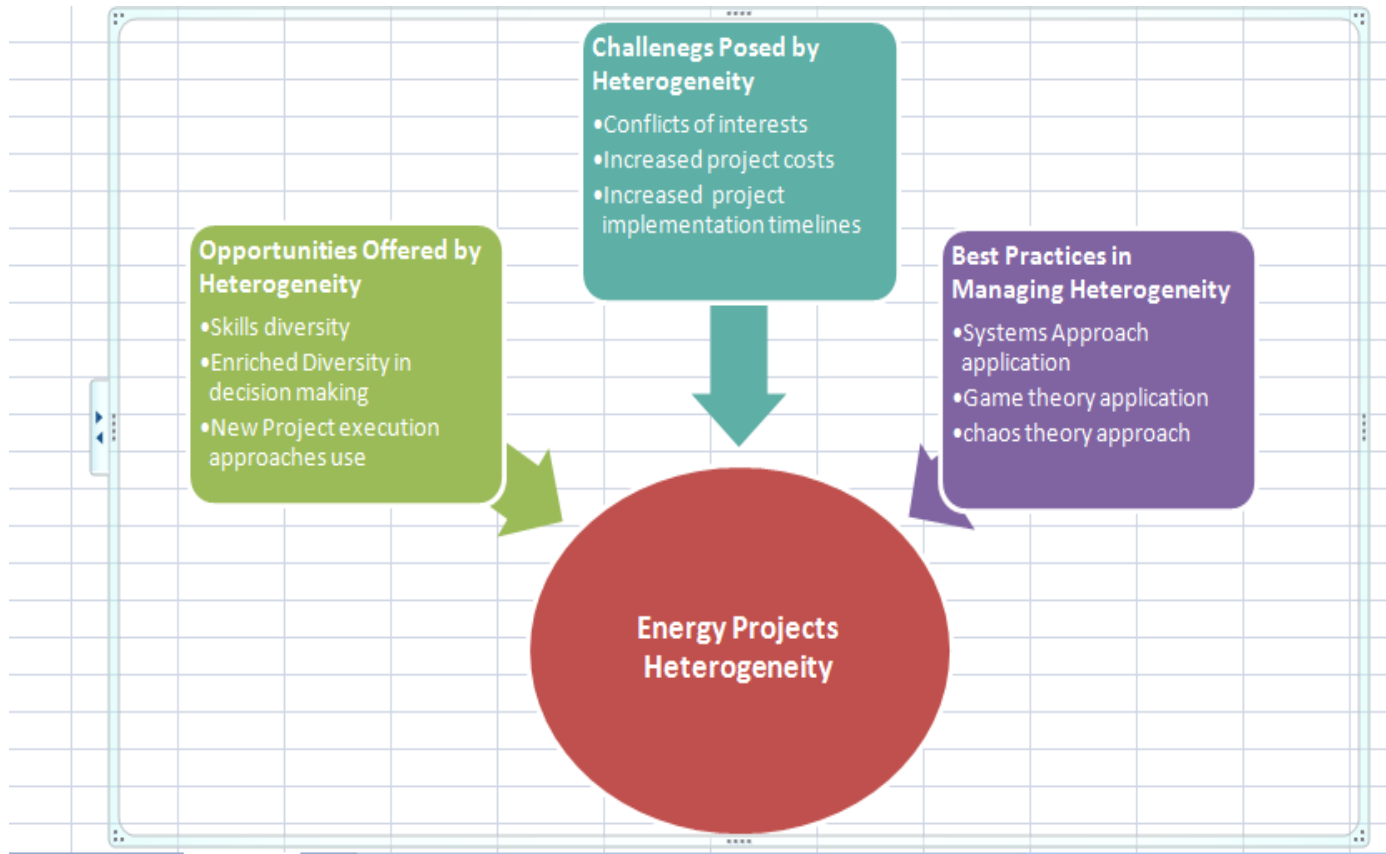 Challenegs Posed by
Heterogeneity
•Conflicts of interests
•Increased project costs
•Increased project
implementation timelines
Opportunities Offered by
Heterogeneity
•Skills diversity
•Enriched Diversity in
decision making
•New Project execution
approaches use
Best Practices in
Managing Heterogeneity
•Systems Approach
application
•Game theory application
•chaos theory approach
Energy Projects
Heterogeneity